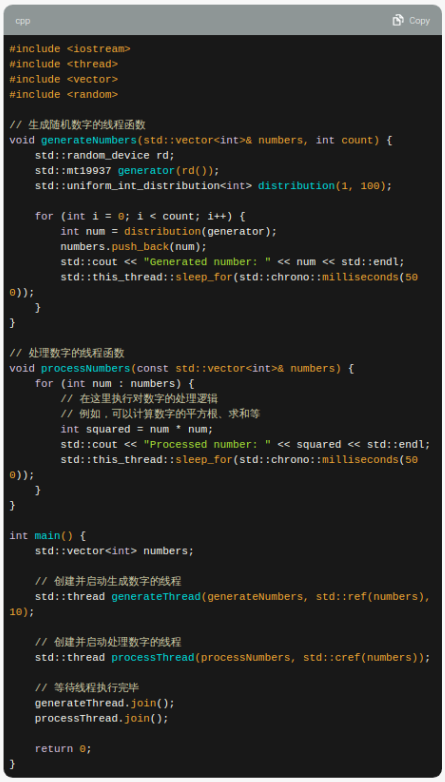 cpp
Copy
#include <iostream>
#include <thread>
#include <vector>
#include <random>
// 生成随机数字的线程函数
void generateNumbers(std::vector<int>& numbers, int count) {
    std::random_device rd;
    std::mt19937 generator(rd());
    std::uniform_int_distribution<int> distribution(1, 100);
    for (int i = 0; i < count; i++) {
        int num = distribution(generator);
        numbers.push_back(num);
        std::cout << "Generated number: " << num << std::endl;
        std::this_thread::sleep_for(std::chrono::milliseconds(50
0));
    }
}
// 处理数字的线程函数
void processNumbers(const std::vector<int>& numbers) {
    for (int num : numbers) {
        // 在这里执行对数字的处理逻辑
        // 例如，可以计算数字的平方根、求和等
        int squared = num * num;
        std::cout << "Processed number: " << squared << std::endl;
        std::this_thread::sleep_for(std::chrono::milliseconds(50
0));
    }
}
int main() {
    std::vector<int> numbers;
    // 创建并启动生成数字的线程
    std::thread generateThread(generateNumbers, std::ref(numbers),
10);
    // 创建并启动处理数字的线程
    std::thread processThread(processNumbers, std::cref(numbers));
    // 等待线程执行完毕
    generateThread.join();
    processThread.join();
    return 0;
}